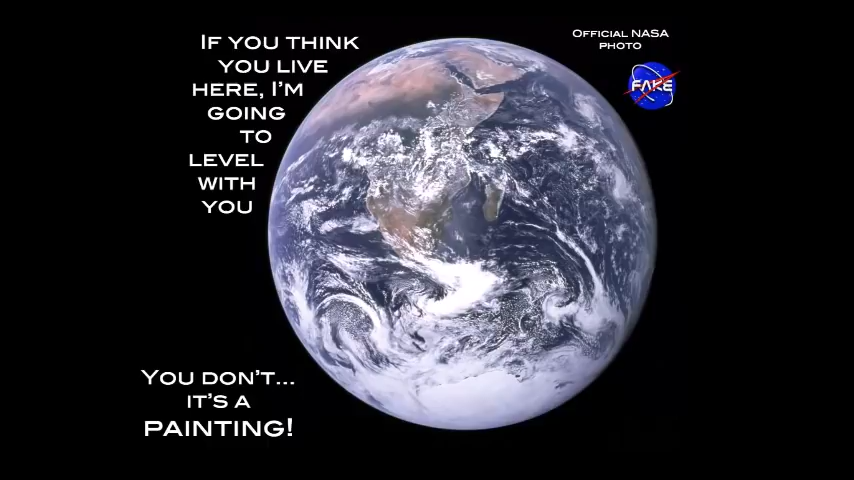 If you think
you live
here, I'm
going
to
level
with
you
Official NASA
photo
FAKE
You don't...
it's a
painting!